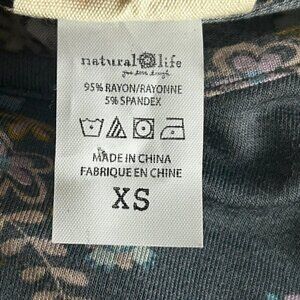 natural life
95% RAYON/RAYONNE
5% SPANDEX
MADE IN CHINA
FABRIQUE EN CHINE
XS